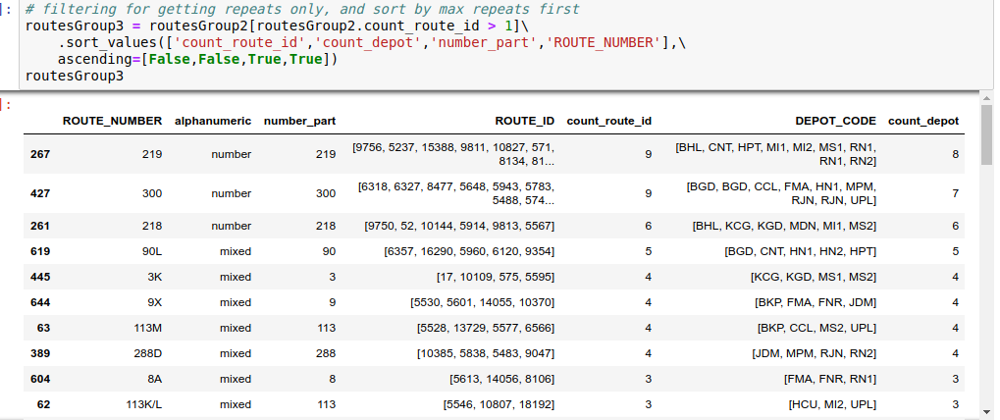 ]: # filtering for getting repeats only, and sort by max repeats first
routesGroup3 = routesGroup2[routesGroup2.count_route_id > 1]\
.sort_values(['count_route_id','count_depot','number_part','ROUTE_NUMBER'],\
ascending=[False,False,True,True])
routesGroup3
]:
ROUTE_NUMBER alphanumeric number_part ROUTE_ID count_route_id DEPOT_CODE count_depot
267 219 number 219 [9756, 5237, 15388, 9811, 10827, 571, 9 [BHL, CNT, HPT, MI1, MI2, MS1, RN1, 8
8134, 81... RN1, RN2]
427 300 number 300 [6318, 6327, 8477, 5648, 5943, 5783, 9 [BGD, BGD, CCL, FMA, HN1, MPM, 7
5488, 574... RJN, RJN, UPL]
261 218 number 218 [9750, 52, 10144, 5914, 9813, 5567] 6 [BHL, KCG, KGD, MDN, MI1, MS2] 6
619 90L mixed 90 [6357, 16290, 5960, 6120, 9354] 5 [BGD, CNT, HN1, HN2, HPT] 5
445 3K mixed 3 [17, 10109, 575, 5595] 4 [KCG, KGD, MS1, MS2] 4
644 9X mixed 9 [5530, 5601, 14055, 10370] 4 [BKP, FMA, FNR, JDM] 4
63 113M mixed 113 [5528, 13729, 5577, 6566] 4 [BKP, CCL, MS2, UPL] 4
389 288D mixed 288 [10385, 5838, 5483, 9047] 4 [JDM, MPM, RJN, RN2] 4
604 8A mixed 8 [5613, 14056, 8106] 3 [FMA, FNR, RN1] 3
62 113K/L mixed 113 [5546, 10807, 18192] 3 [HCU, MI2, UPL] 3